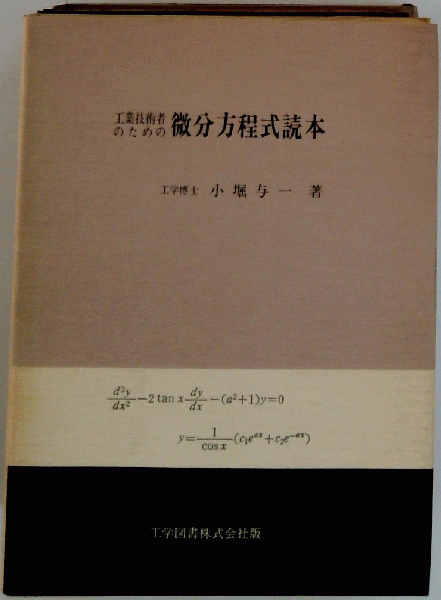 工業技術者
のための 微分方程式読本
工学博士 小堀与一 著
d²y/dx² − 2 tan x dy/dx − (a²+1)y=0
y= 1/cos x (c₁eᵃˣ+c₂e⁻ᵃˣ)
工学図書株式会社版